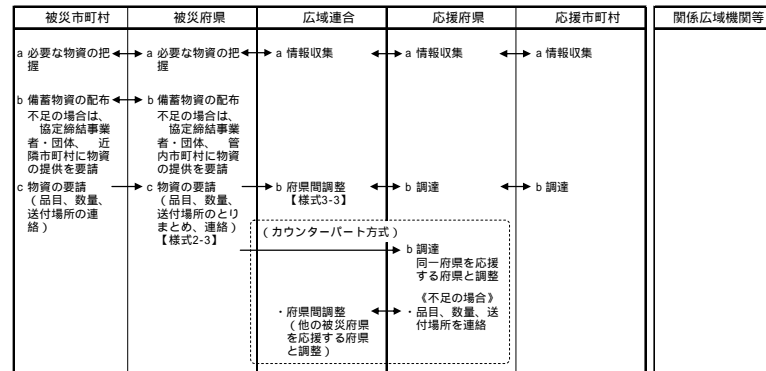 被災市町村 被災府県 広域連合 応援府県 応援市町村 関係広域機関等
a 必要な物資の把
握
a 必要な物資の把
握
a 情報収集
a 情報収集
a 情報収集
b 備蓄物資の配布
不足の場合は、
協定締結事業
者・団体、 近
隣市町村に物資
の提供を要請
b 備蓄物資の配布
不足の場合は、
協定締結事業
者・団体、 管
内市町村に物資
の提供を要請
c 物資の要請
(品目、数量、
送付場所の連
絡)
c 物資の要請
(品目、数量、
送付場所のとり
まとめ、連絡)
【様式2-3】
b 府県間調整
【様式3-3】
b 調達
b 調達
(カウンターパート方式)
b 調達
同一府県を応援
する府県と調整
《不足の場合》
・品目、数量、送
付場所を連絡
・府県間調整
(他の被災府県
を応援する府県
と調整)